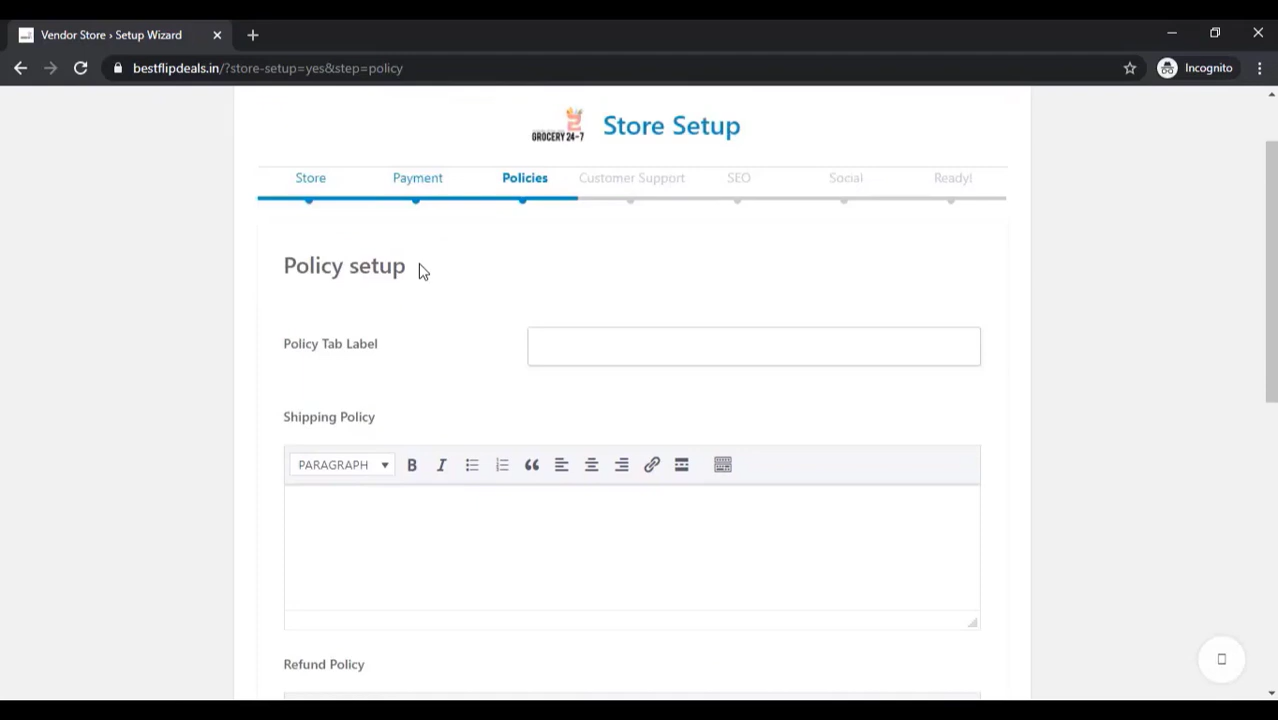 Vendor Store › Setup Wizard
bestflipdeals.in/?store-setup=yes&step=policy
Incognito
GROCERY 24-7
Store Setup
Store Payment Policies Customer Support SEO Social Ready!
Policy setup
Policy Tab Label
Shipping Policy
PARAGRAPH
Refund Policy